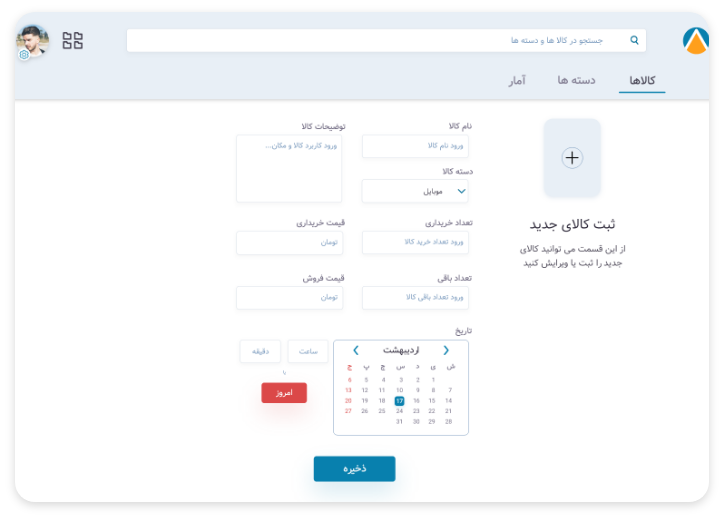 جستجو در کالا ها و دسته ها
کالاها
دسته ها
آمار
ثبت کالای جدید
از این قسمت می توانید کالای
جدید را ثبت یا ویرایش کنید
نام کالا
ورود نام کالا
توضیحات کالا
ورود کاربرد کالا و مکان...
دسته کالا
موبایل
تعداد خریداری
ورود تعداد خرید کالا
قیمت خریداری
تومان
تعداد باقی
ورود تعداد باقی کالا
قیمت فروش
تومان
تاریخ
اردیبهشت
ش ی د س چ پ ج
1 2 3 4 5 6
7 8 9 10 11 12 13
14 15 16 17 18 19 20
21 22 23 24 25 26 27
28 29 30 31
ساعت
دقیقه
یا
امروز
ذخیره